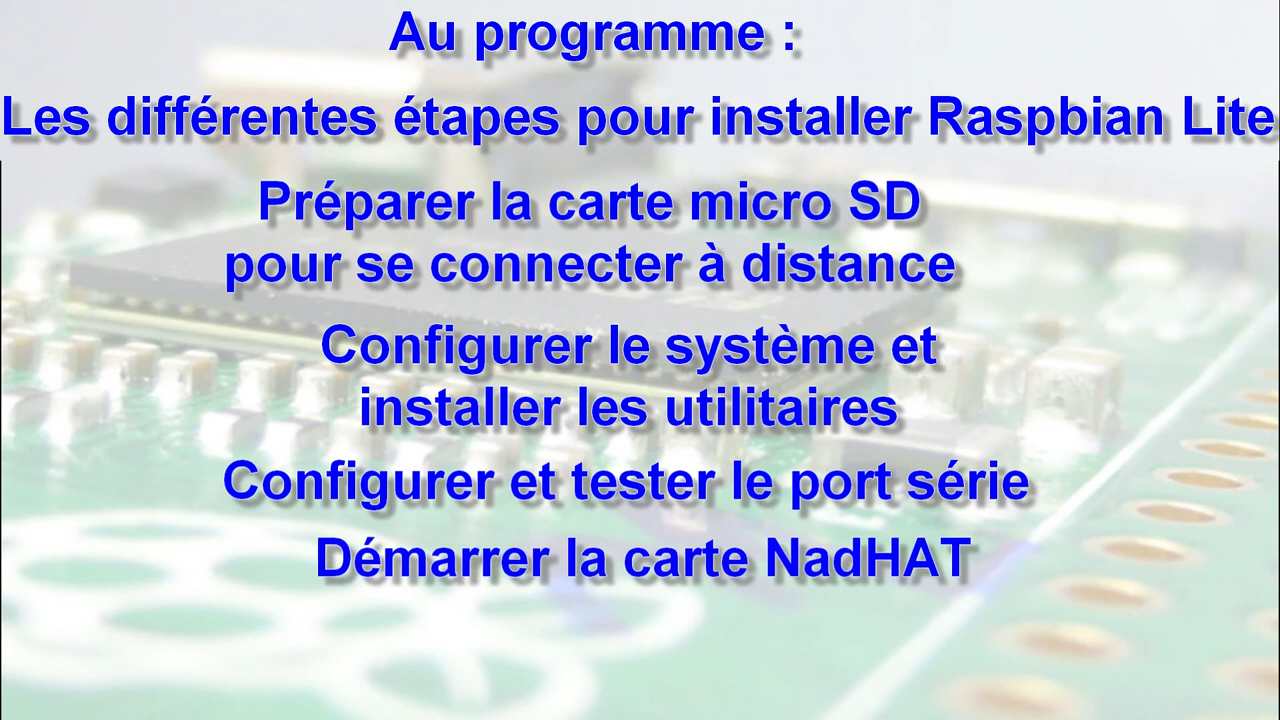 Au programme :
Les différentes étapes pour installer Raspbian Lite
Préparer la carte micro SD
pour se connecter à distance
Configurer le système et
installer les utilitaires
Configurer et tester le port série
Démarrer la carte NadHAT